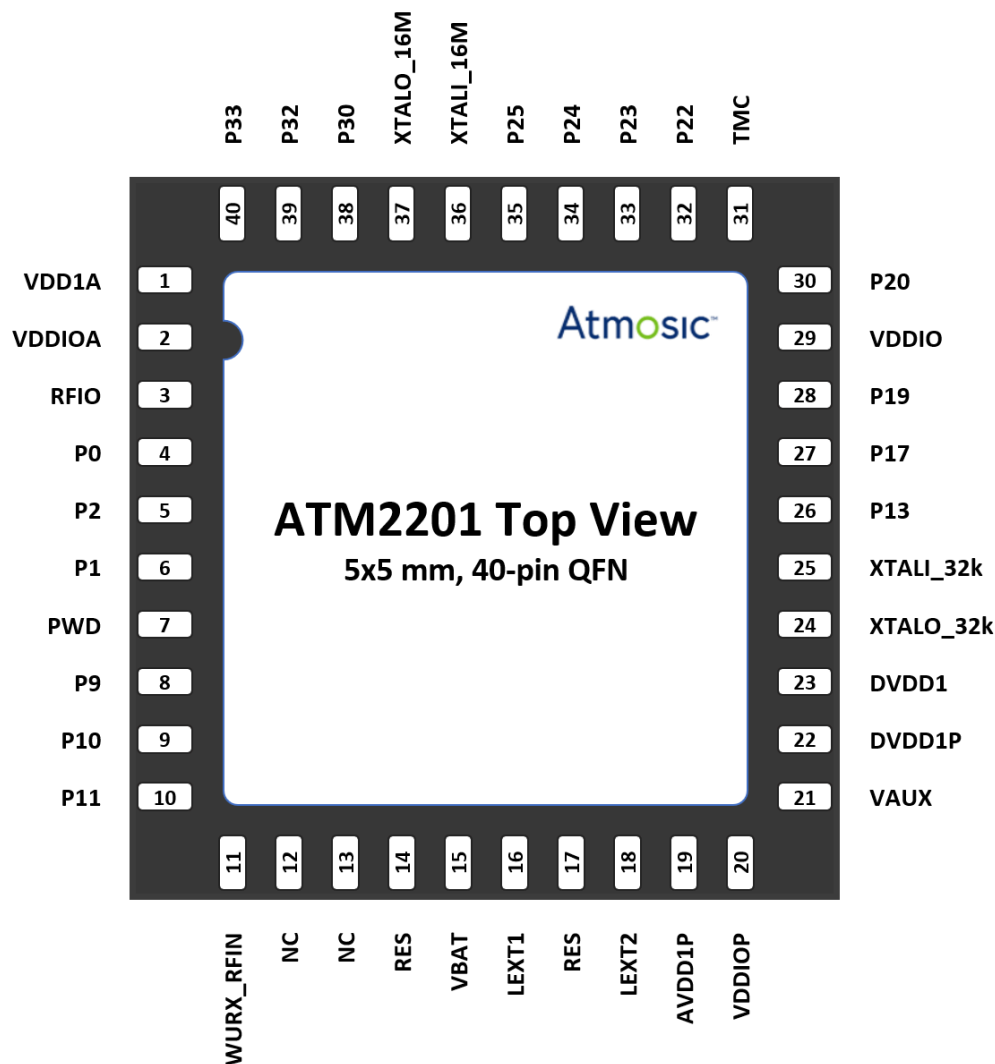 P33
P32
P30
XTALO_16M
XTALI_16M
P25
P24
P23
P22
TMC
40
39
38
37
36
35
34
33
32
31
VDD1A 1
VDDIOA 2
RFIO 3
P0 4
P2 5
P1 6
PWD 7
P9 8
P10 9
P11 10
Atmosic™
ATM2201 Top View
5x5 mm, 40-pin QFN
30 P20
29 VDDIO
28 P19
27 P17
26 P13
25 XTALI_32k
24 XTALO_32k
23 DVDD1
22 DVDD1P
21 VAUX
11
12
13
14
15
16
17
18
19
20
WURX_RFIN
NC
NC
RES
VBAT
LEXT1
RES
LEXT2
AVDD1P
VDDIOP